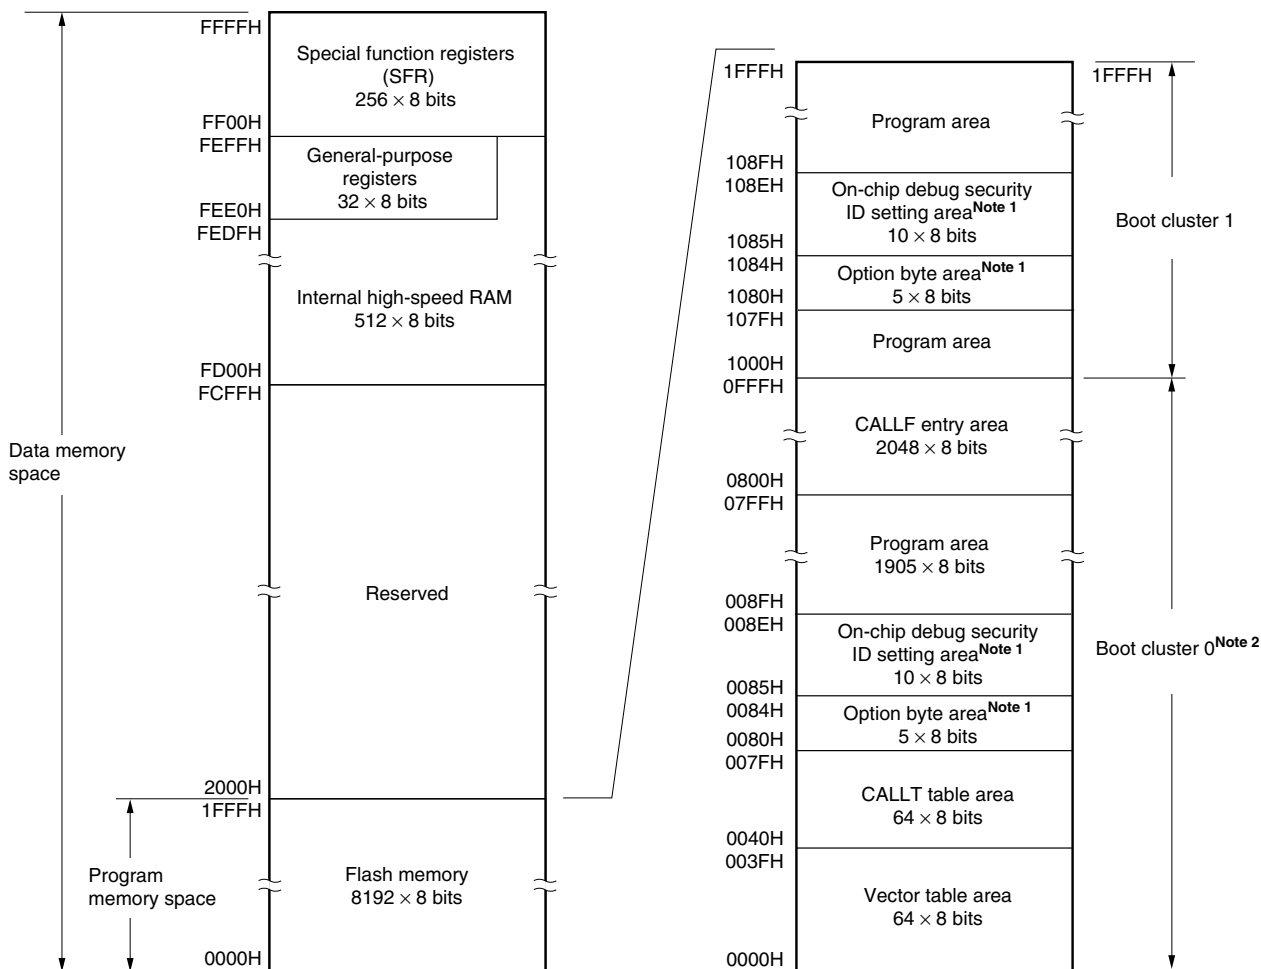 FFFFH
Special function registers
(SFR)
256 × 8 bits
FF00H
FEFFH
General-purpose
registers
32 × 8 bits
FEE0H
FEDFH
Internal high-speed RAM
512 × 8 bits
FD00H
FCFFH
Data memory
space
Reserved
2000H
1FFFH
Program
memory space
Flash memory
8192 × 8 bits
0000H
1FFFH
1FFFH
Program area
108FH
108EH
On-chip debug security
ID setting areaNote 1
10 × 8 bits
Boot cluster 1
1085H
1084H
Option byte areaNote 1
5 × 8 bits
1080H
107FH
Program area
1000H
0FFFH
CALLF entry area
2048 × 8 bits
0800H
07FFH
Program area
1905 × 8 bits
008FH
008EH
On-chip debug security
ID setting areaNote 1
10 × 8 bits
Boot cluster 0Note 2
0085H
0084H
Option byte areaNote 1
5 × 8 bits
0080H
007FH
CALLT table area
64 × 8 bits
0040H
003FH
Vector table area
64 × 8 bits
0000H